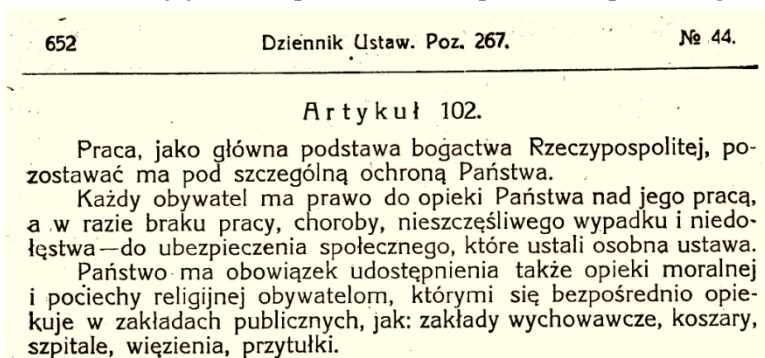 652 Dziennik Ustaw. Poz. 267. № 44.
Artykuł 102.
Praca, jako główna podstawa bogactwa Rzeczypospolitej, po-
zostawać ma pod szczególną ochroną Państwa.
Każdy obywatel ma prawo do opieki Państwa nad jego pracą,
a w razie braku pracy, choroby, nieszczęśliwego wypadku i niedo-
łęstwa—do ubezpieczenia społecznego, które ustali osobna ustawa.
Państwo ma obowiązek udostępnienia także opieki moralnej
i pociechy religijnej obywatelom, którymi się bezpośrednio opie-
kuje w zakładach publicznych, jak: zakłady wychowawcze, koszary,
szpitale, więzienia, przytułki.